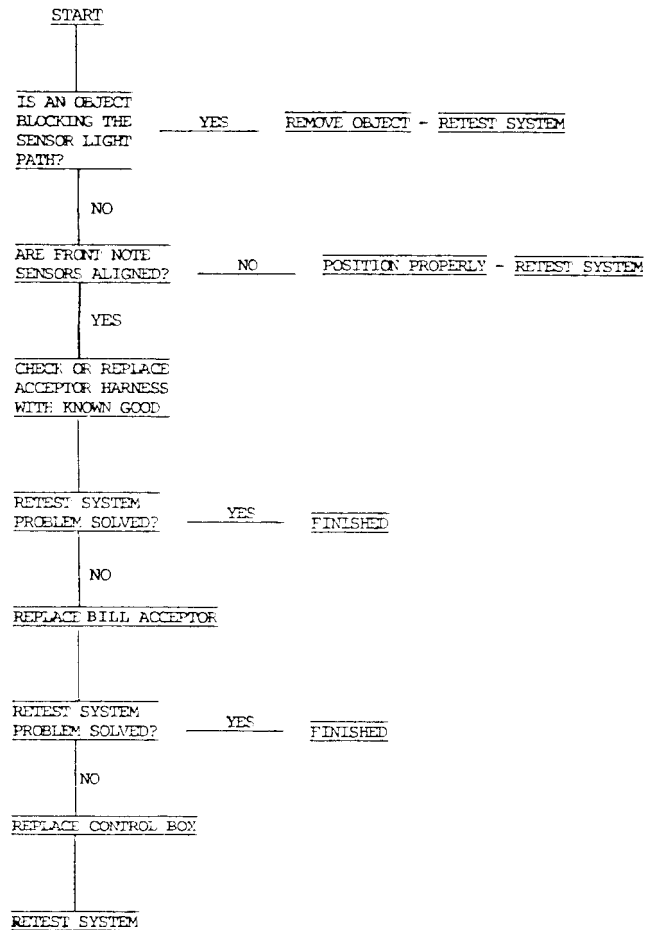 START
IS AN OBJECT
BLOCKING THE
SENSOR LIGHT
PATH?
YES
REMOVE OBJECT - RETEST SYSTEM
NO
ARE FRONT NOTE
SENSORS ALIGNED?
NO
POSITION PROPERLY - RETEST SYSTEM
YES
CHECK OR REPLACE
ACCEPTOR HARNESS
WITH KNOWN GOOD
RETEST SYSTEM
PROBLEM SOLVED?
YES
FINISHED
NO
REPLACE BILL ACCEPTOR
RETEST SYSTEM
PROBLEM SOLVED?
YES
FINISHED
NO
REPLACE CONTROL BOX
RETEST SYSTEM